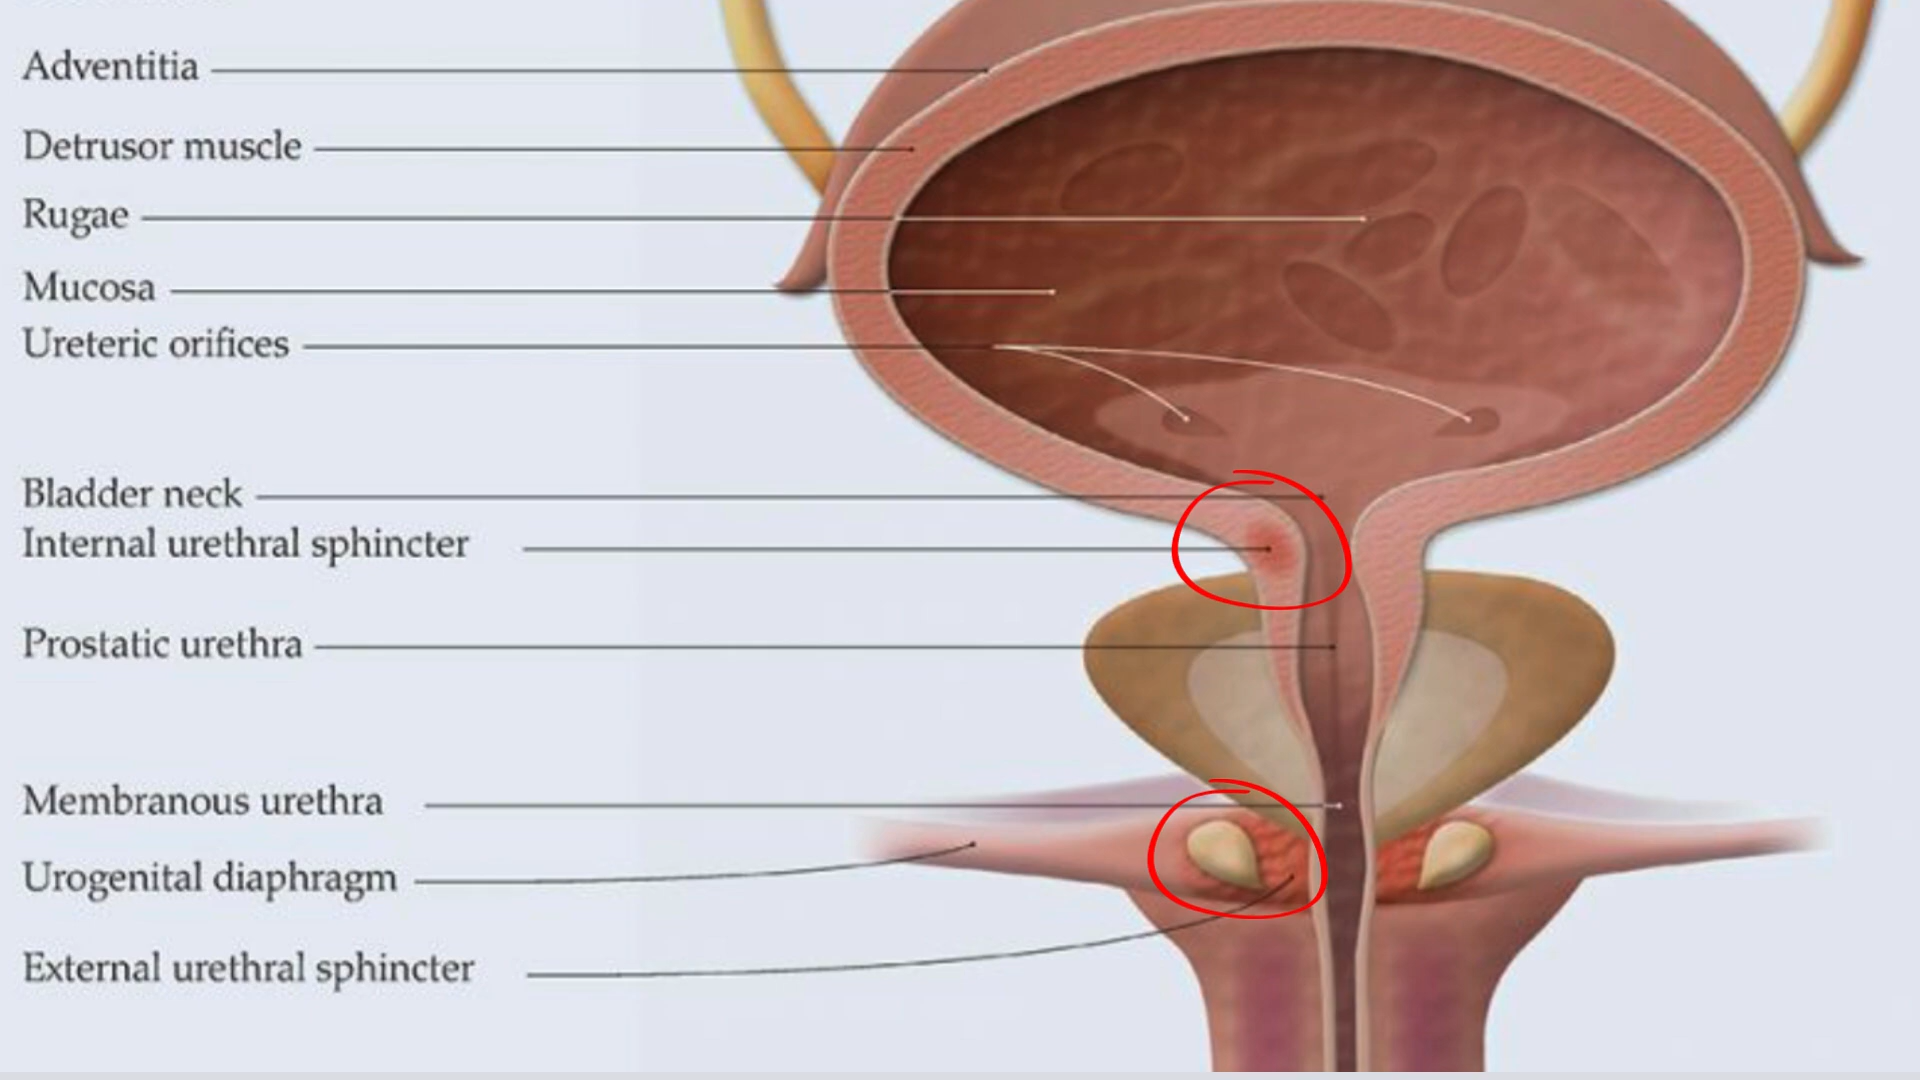 Adventitia
Detrusor muscle
Rugae
Mucosa
Ureteric orifices
Bladder neck
Internal urethral sphincter
Prostatic urethra
Membranous urethra
Urogenital diaphragm
External urethral sphincter